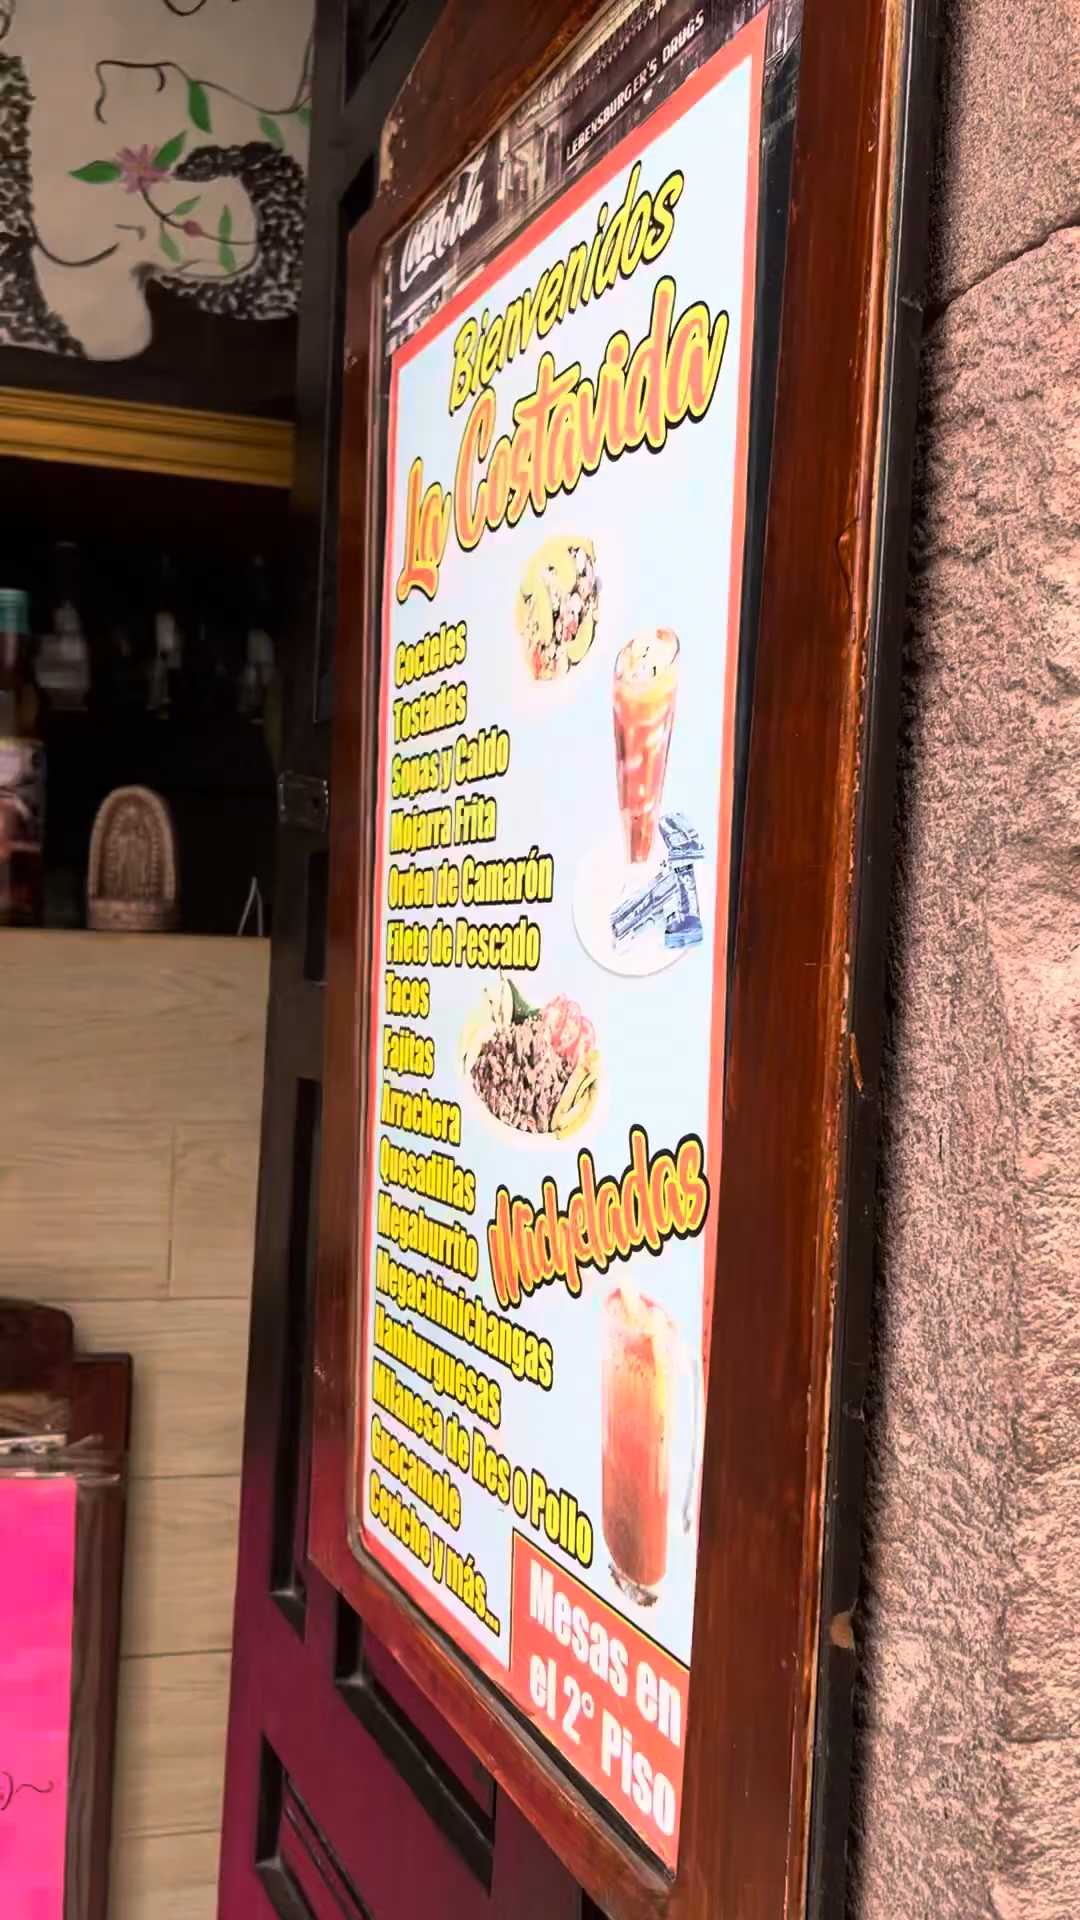 Coca-Cola
LEBENSBURGER'S DRUGS
Bienvenidos
La Costavida
Cocteles
Tostadas
Sopas y Caldo
Mojarra Frita
Orden de Camarón
Filete de Pescado
Tacos
Fajitas
Arrachera
Quesadillas
Megaburrito
Megachimichangas
Hamburguesas
Milanesa de Res o Pollo
Guacamole
Ceviche y más...
Micheladas
Mesas en
el 2° Piso